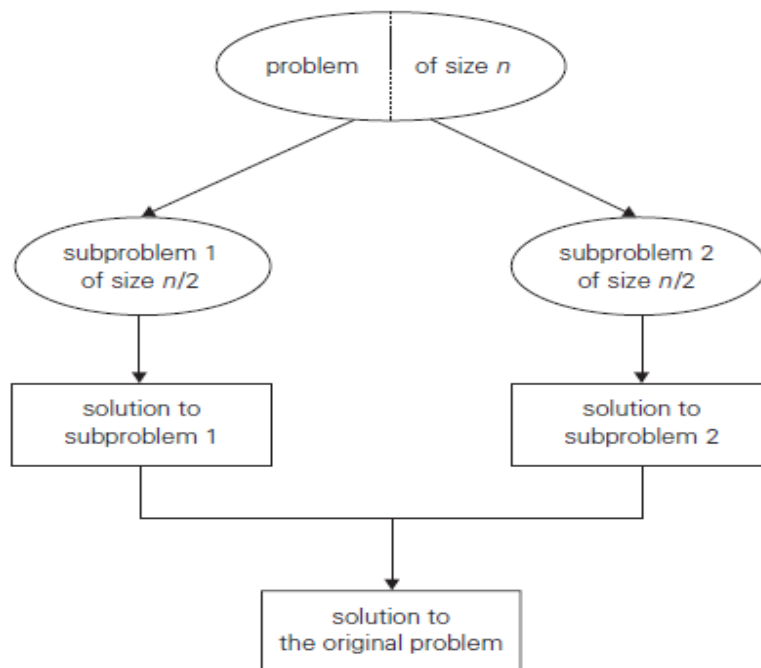 problem of size n
subproblem 1
of size n/2
subproblem 2
of size n/2
solution to
subproblem 1
solution to
subproblem 2
solution to
the original problem